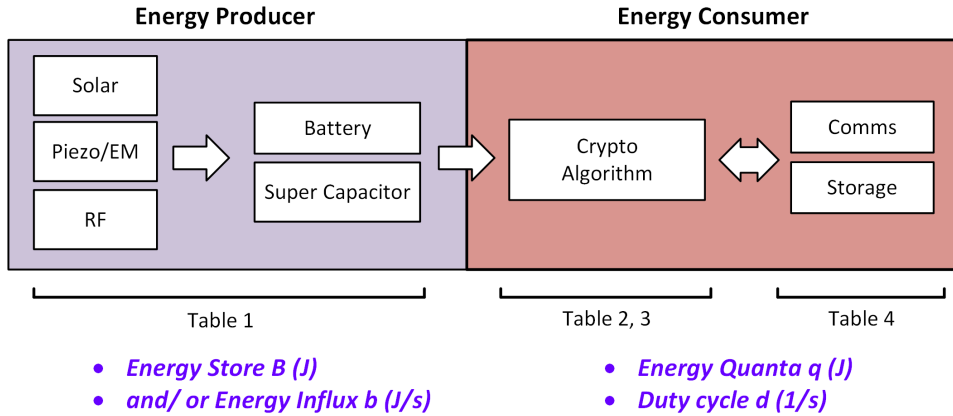 Energy Producer
Energy Consumer
Solar
Piezo/EM
RF
Battery
Super Capacitor
Crypto
Algorithm
Comms
Storage
Table 1
Table 2, 3
Table 4
• Energy Store B (J)
• and/ or Energy Influx b (J/s)
• Energy Quanta q (J)
• Duty cycle d (1/s)